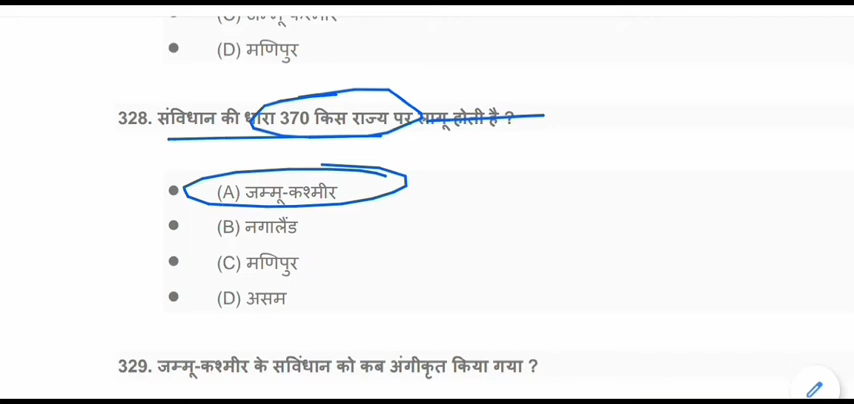 (D) मणिपुर
328. संविधान की धारा 370 किस राज्य पर लागू होती है ?
(A) जम्मू-कश्मीर
(B) नगालैंड
(C) मणिपुर
(D) असम
329. जम्मू-कश्मीर के सविंधान को कब अंगीकृत किया गया ?